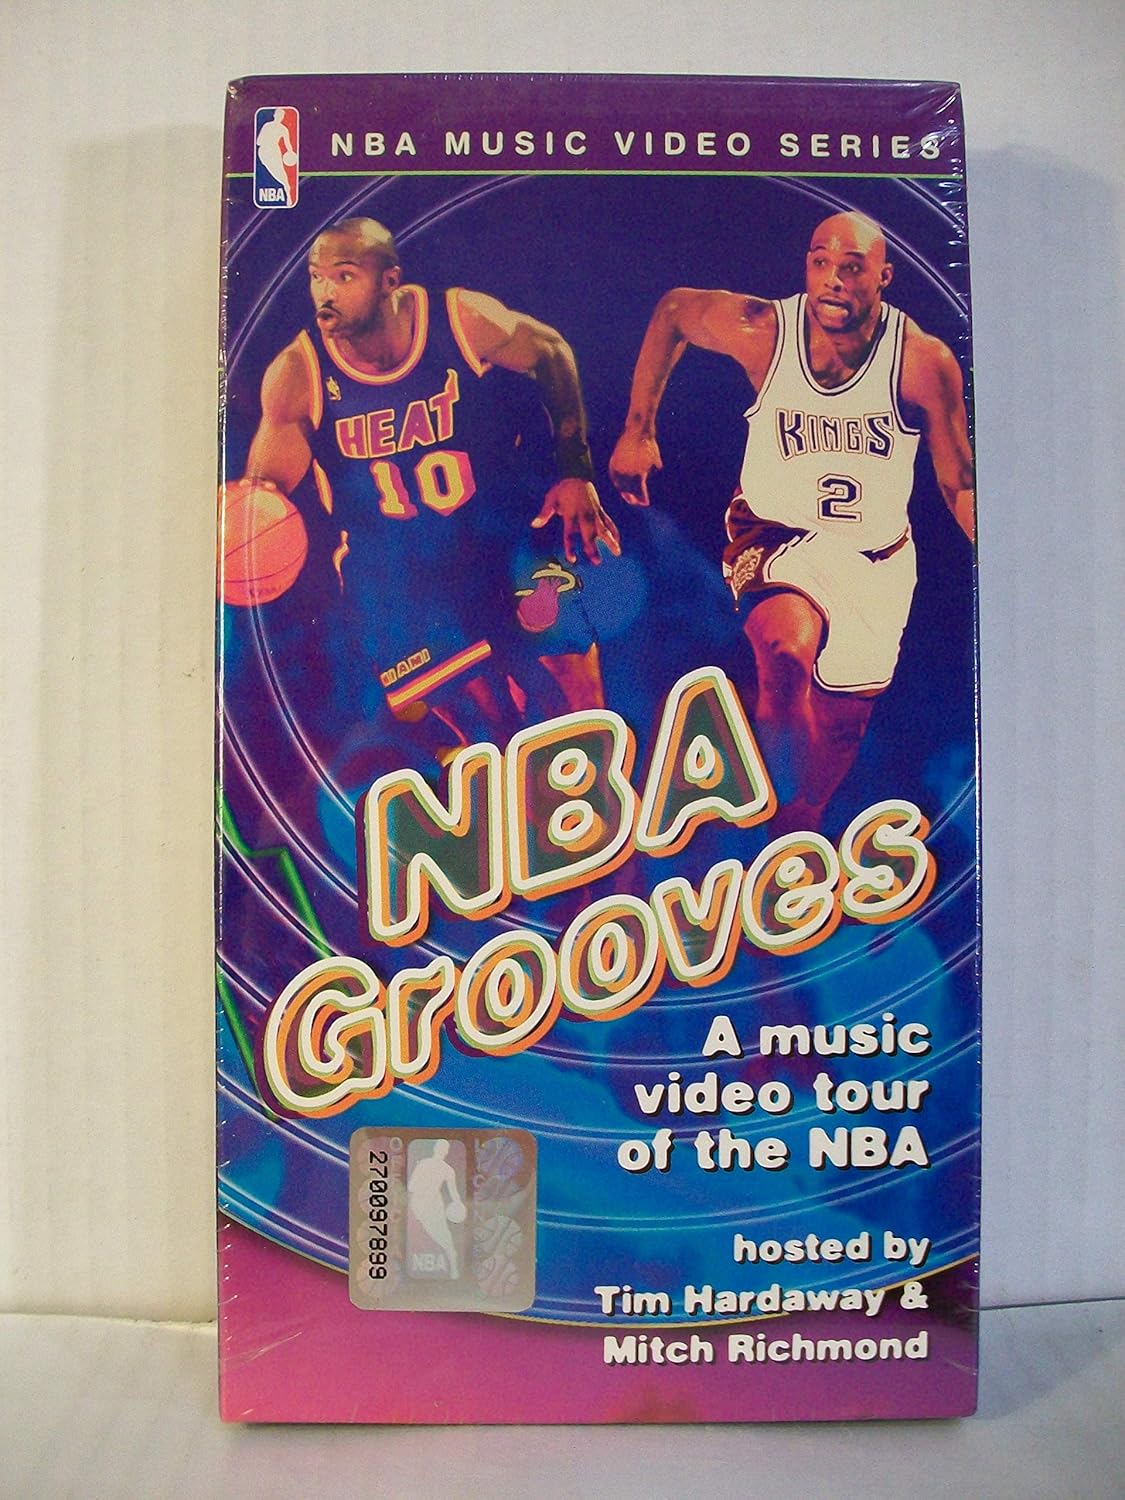 NBA MUSIC VIDEO SERIES
NBA
HEAT
10
KINGS
2
MIAMI
NBA
Grooves
A music
video tour
of the NBA
270097899
NBA
hosted by
Tim Hardaway &
Mitch Richmond